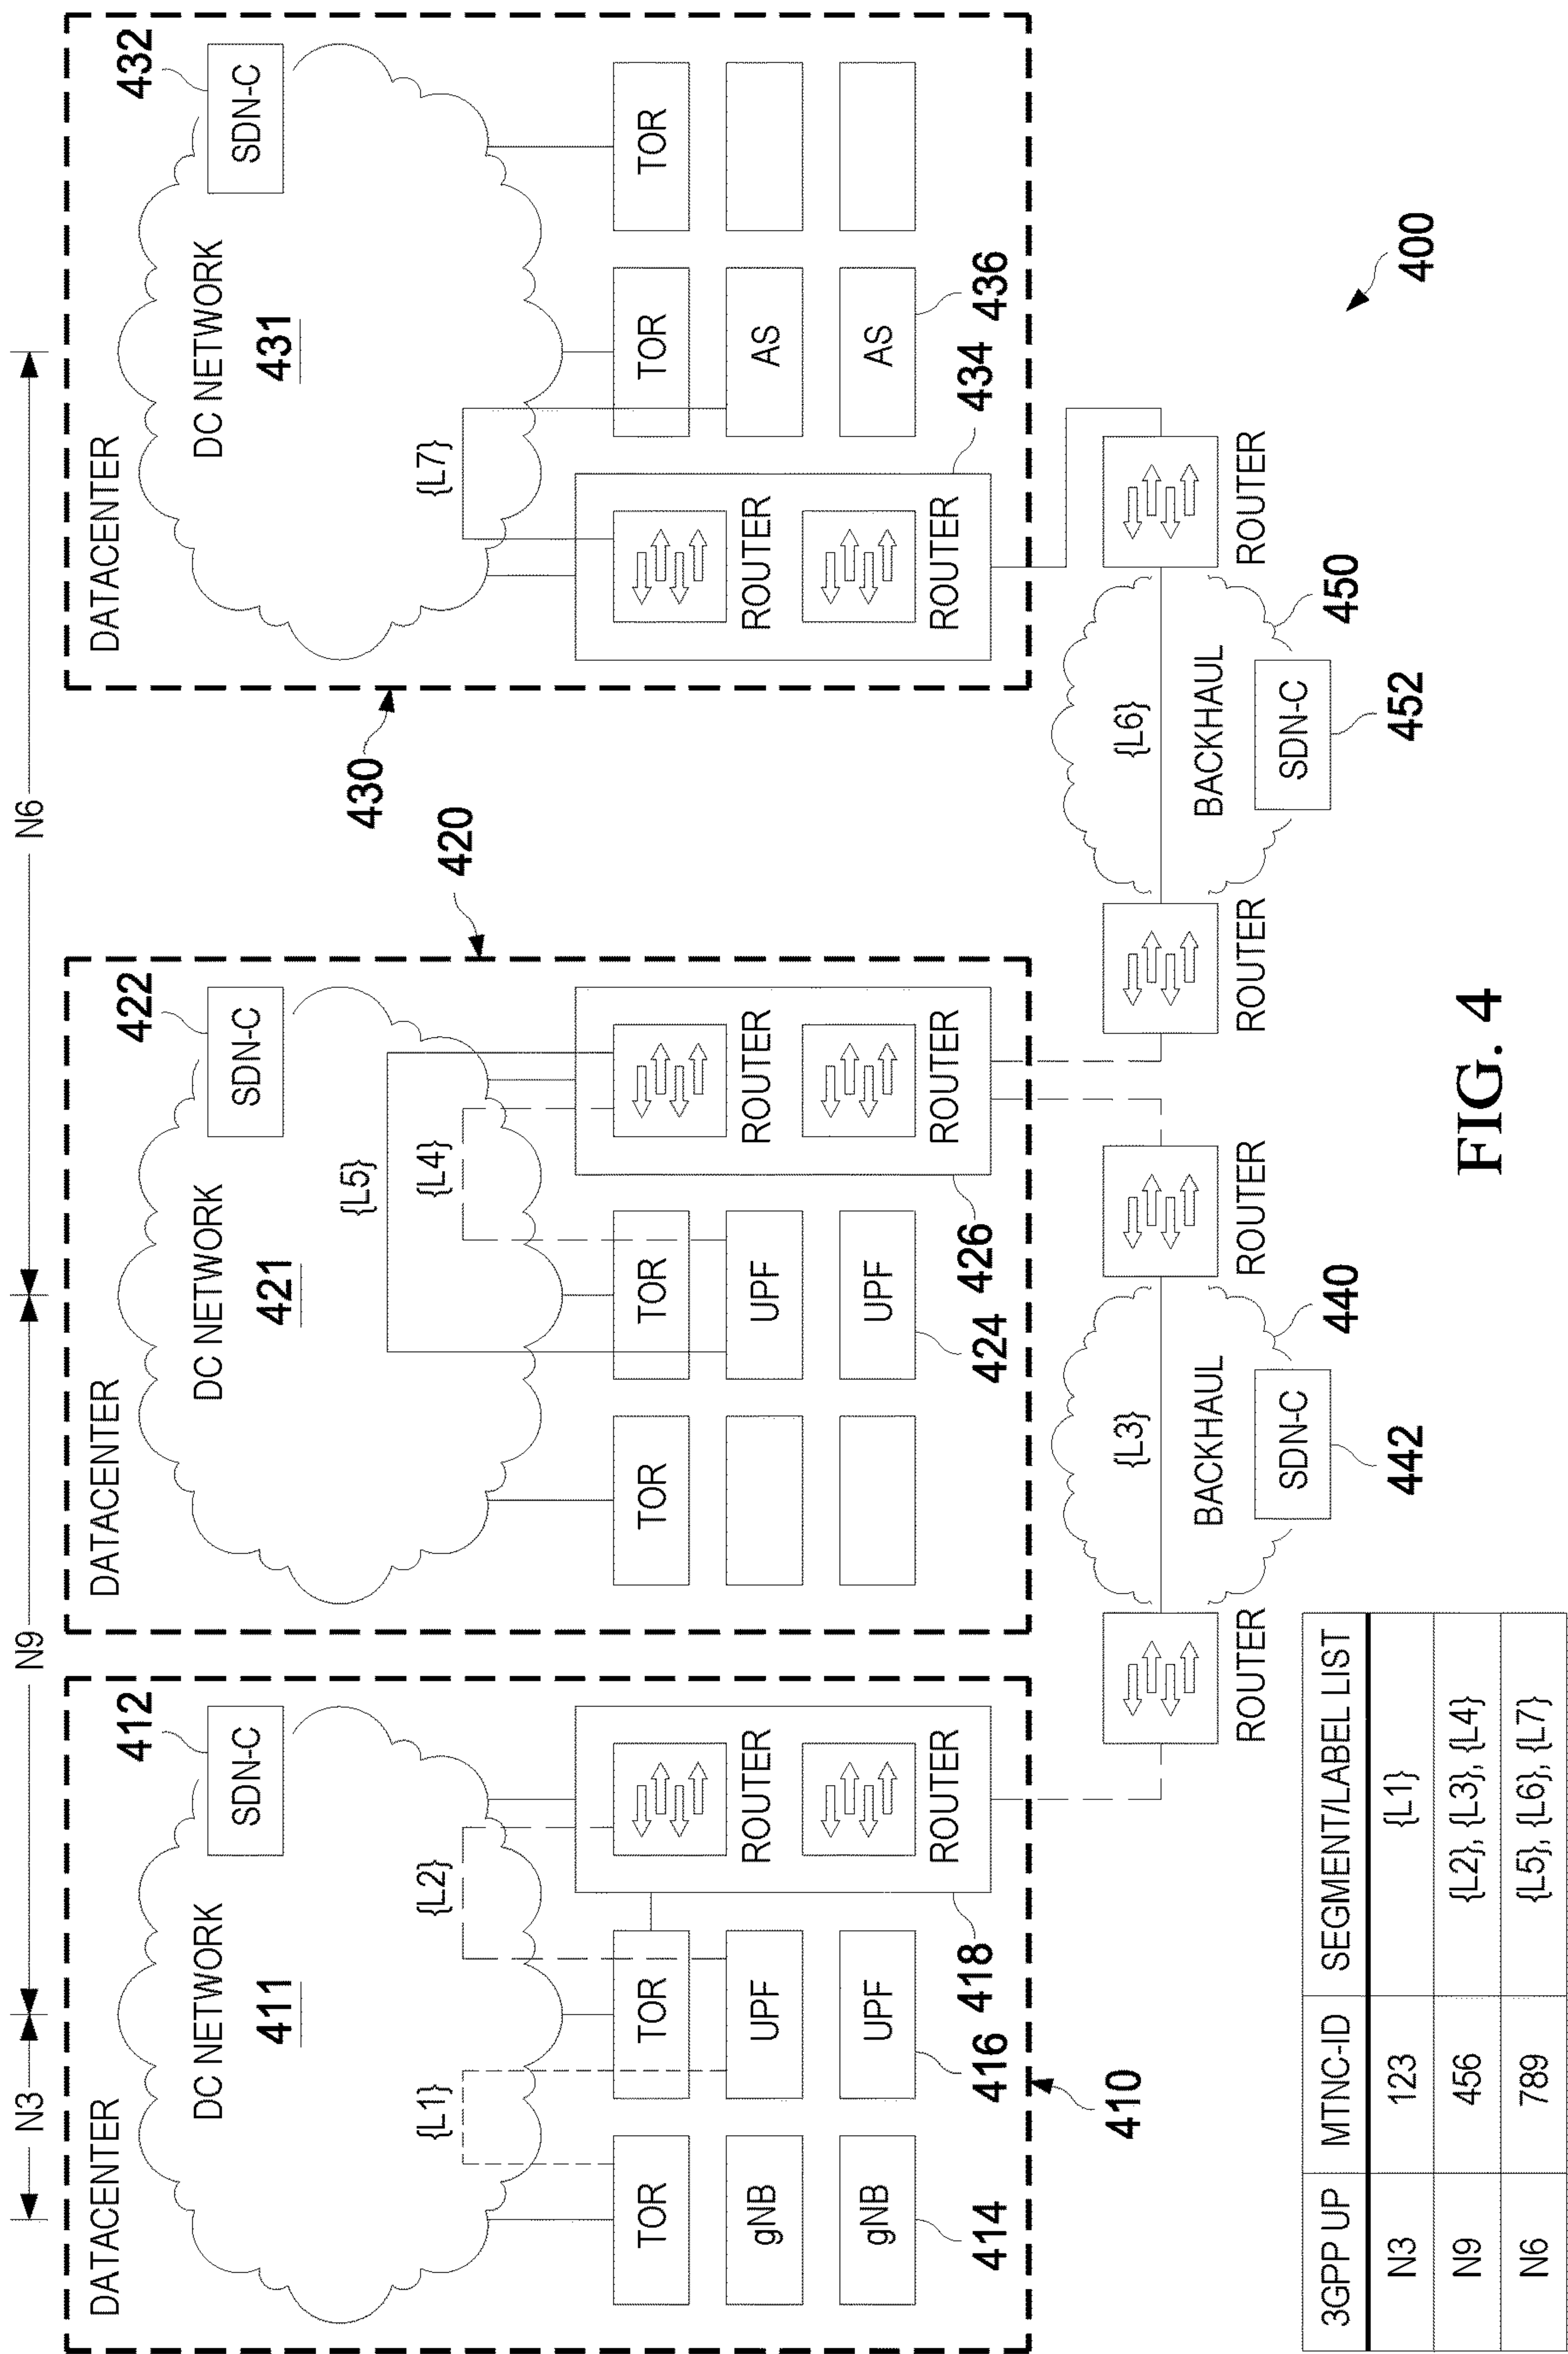 N3
N9
N6
DATACENTER
412
SDN-C
DC NETWORK
411
{L1}
{L2}
TOR
TOR
gNB
UPF
ROUTER
gNB
UPF
ROUTER
414
416
418
410
DATACENTER
422
SDN-C
DC NETWORK
421
420
{L5}
{L4}
TOR
TOR
UPF
ROUTER
UPF
ROUTER
424
426
DATACENTER
432
SDN-C
DC NETWORK
431
430
{L7}
TOR
TOR
ROUTER
AS
ROUTER
AS
434
436
ROUTER
{L3}
BACKHAUL
SDN-C
440
442
ROUTER
ROUTER
{L6}
BACKHAUL
SDN-C
450
452
ROUTER
400
3GPP UP MTNC-ID SEGMENT/LABEL LIST
N3 123 {L1}
N9 456 {L2}, {L3}, {L4}
N6 789 {L5}, {L6}, {L7}
FIG. 4